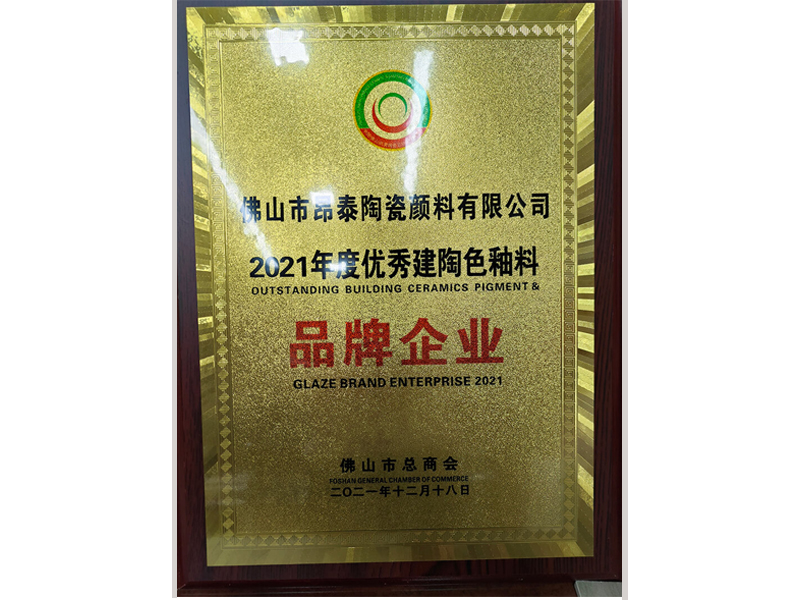 佛山市昂泰陶瓷颜料有限公司
2021年度优秀建陶色釉料
OUTSTANDING BUILDING CERAMICS PIGMENT &
品牌企业
GLAZE BRAND ENTERPRISE 2021
佛山市总商会
FOSHAN GENERAL CHAMBER OF COMMERCE
二〇二一年十二月十八日